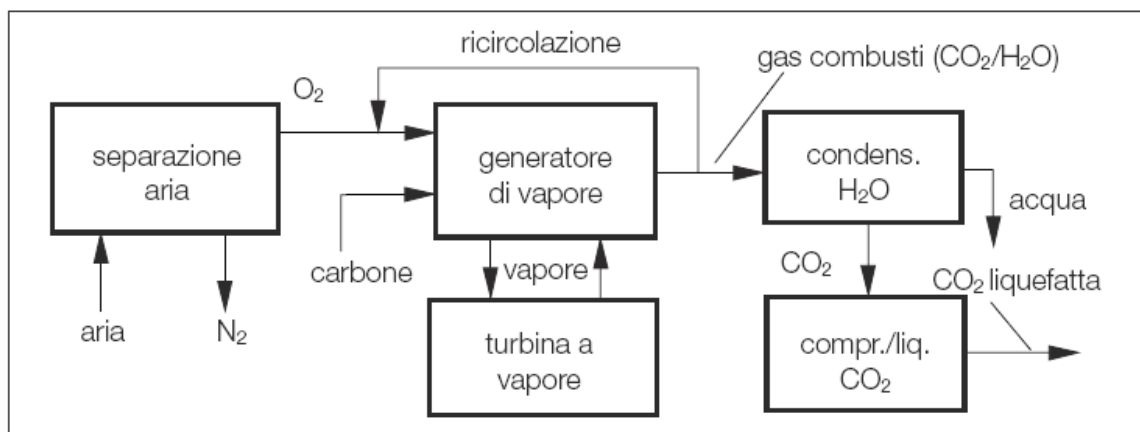 ricircolazione
gas combusti (CO₂/H₂O)
O₂
separazione
aria
generatore
di vapore
condens.
H₂O
acqua
carbone
vapore
CO₂
CO₂ liquefatta
aria
N₂
turbina a
vapore
compr./liq.
CO₂